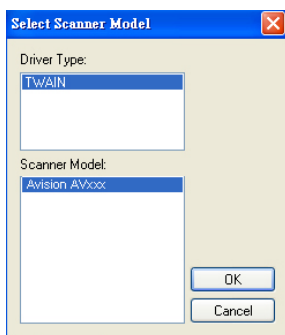 Select Scanner Model
Driver Type:
TWAIN
Scanner Model:
Avision AVxxx
OK
Cancel